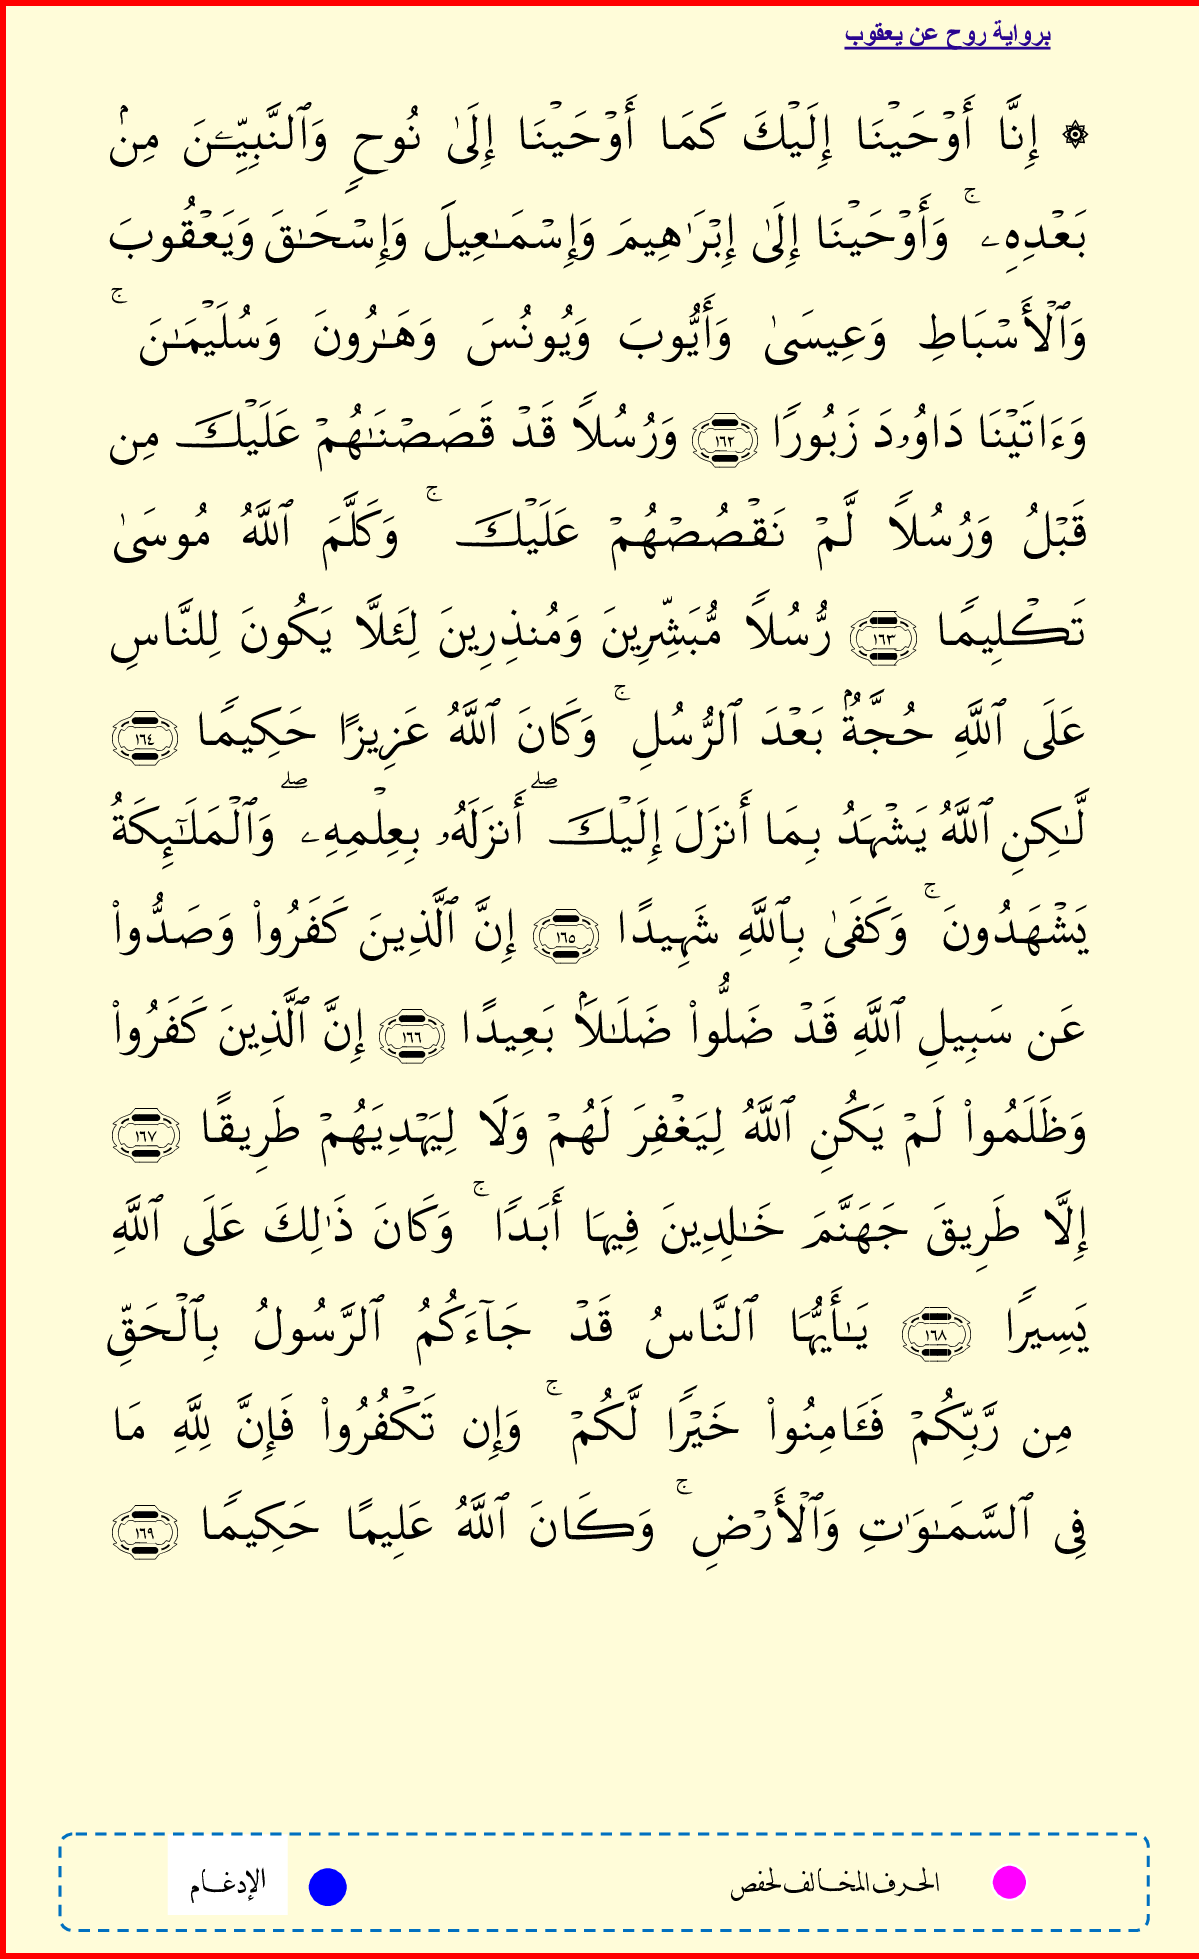 برواية روح عن يعقوب
۞ إِنَّا أَوْحَيْنَا إِلَيْكَ كَمَا أَوْحَيْنَا إِلَىٰ نُوحٍ وَٱلنَّبِيِّـۧنَ مِنۢ
بَعْدِهِۦ ۚ وَأَوْحَيْنَا إِلَىٰ إِبْرَٰهِيمَ وَإِسْمَـٰعِيلَ وَإِسْحَـٰقَ وَيَعْقُوبَ
وَٱلْأَسْبَاطِ وَعِيسَىٰ وَأَيُّوبَ وَيُونُسَ وَهَـٰرُونَ وَسُلَيْمَـٰنَ ۚ
وَءَاتَيْنَا دَاوُۥدَ زَبُورًا ١٦٢ وَرُسُلًا قَدْ قَصَصْنَـٰهُمْ عَلَيْكَ مِن
قَبْلُ وَرُسُلًا لَّمْ نَقْصُصْهُمْ عَلَيْكَ ۚ وَكَلَّمَ ٱللَّهُ مُوسَىٰ
تَكْلِيمًا ١٦٣ رُّسُلًا مُّبَشِّرِينَ وَمُنذِرِينَ لِئَلَّا يَكُونَ لِلنَّاسِ
عَلَى ٱللَّهِ حُجَّةٌۢ بَعْدَ ٱلرُّسُلِ ۚ وَكَانَ ٱللَّهُ عَزِيزًا حَكِيمًا ١٦٤
لَّـٰكِنِ ٱللَّهُ يَشْهَدُ بِمَا أَنزَلَ إِلَيْكَ ۖ أَنزَلَهُۥ بِعِلْمِهِۦ ۖ وَٱلْمَلَـٰٓئِكَةُ
يَشْهَدُونَ ۚ وَكَفَىٰ بِٱللَّهِ شَهِيدًا ١٦٥ إِنَّ ٱلَّذِينَ كَفَرُوا۟ وَصَدُّوا۟
عَن سَبِيلِ ٱللَّهِ قَدْ ضَلُّوا۟ ضَلَـٰلًۢا بَعِيدًا ١٦٦ إِنَّ ٱلَّذِينَ كَفَرُوا۟
وَظَلَمُوا۟ لَمْ يَكُنِ ٱللَّهُ لِيَغْفِرَ لَهُمْ وَلَا لِيَهْدِيَهُمْ طَرِيقًا ١٦٧
إِلَّا طَرِيقَ جَهَنَّمَ خَـٰلِدِينَ فِيهَا أَبَدًا ۚ وَكَانَ ذَٰلِكَ عَلَى ٱللَّهِ
يَسِيرًا ١٦٨ يَـٰأَيُّهَا ٱلنَّاسُ قَدْ جَآءَكُمُ ٱلرَّسُولُ بِٱلْحَقِّ
مِن رَّبِّكُمْ فَـَٔامِنُوا۟ خَيْرًا لَّكُمْ ۚ وَإِن تَكْفُرُوا۟ فَإِنَّ لِلَّهِ مَا
فِى ٱلسَّمَـٰوَٰتِ وَٱلْأَرْضِ ۚ وَكَانَ ٱللَّهُ عَلِيمًا حَكِيمًا ١٦٩
الحرف المخالف لحفص الإدغام